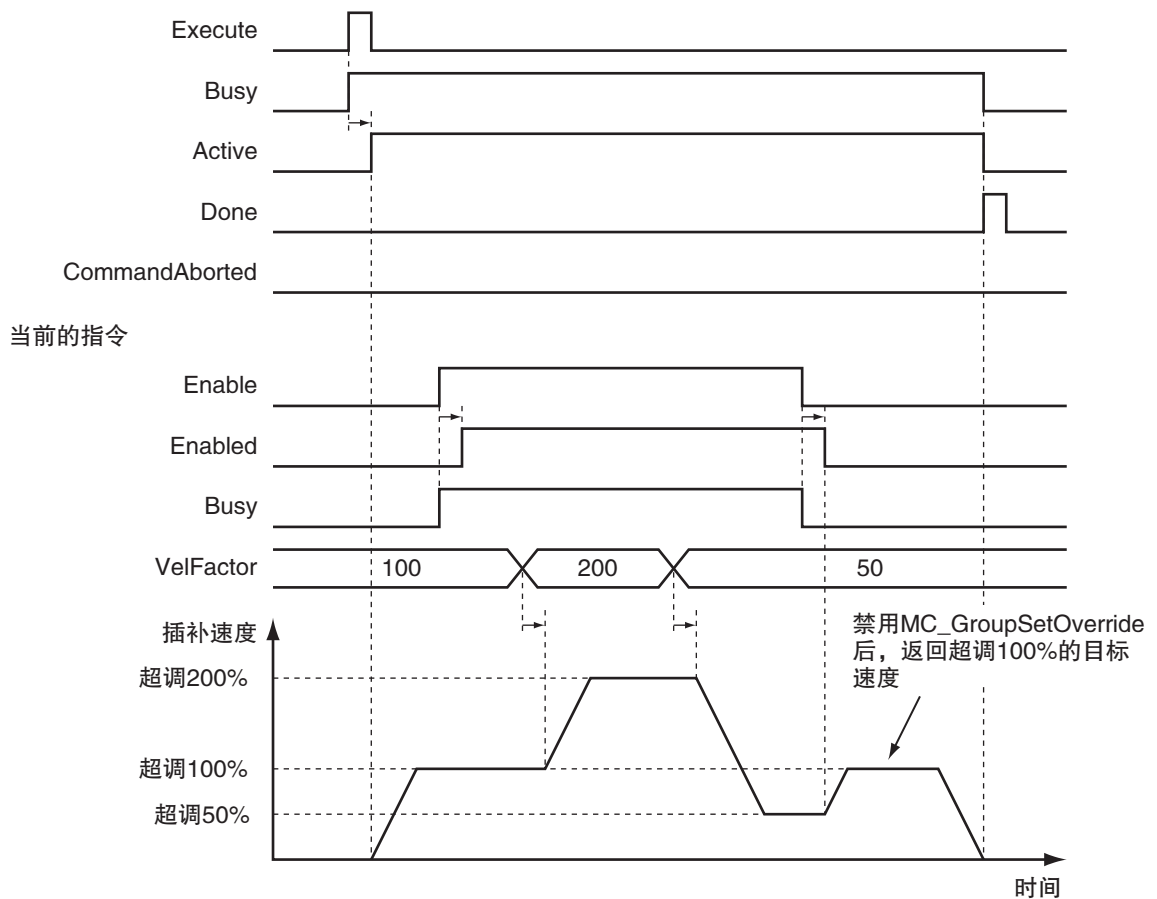 Execute
Busy
Active
Done
CommandAborted
当前的指令
Enable
Enabled
Busy
VelFactor
100
200
50
插补速度
禁用MC_GroupSetOverride
后，返回超调100%的目标
速度
超调200%
超调100%
超调50%
时间